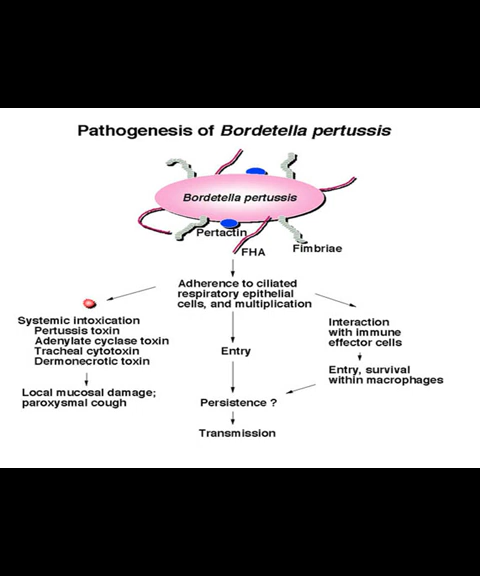 Pathogenesis of Bordetella pertussis
Bordetella pertussis
Pertactin
FHA
Fimbriae
Adherence to ciliated
respiratory epithelial
cells, and multiplication
Systemic intoxication
Pertussis toxin
Adenylate cyclase toxin
Tracheal cytotoxin
Dermonecrotic toxin
Local mucosal damage;
paroxysmal cough
Entry
Persistence ?
Transmission
Interaction
with immune
effector cells
Entry, survival
within macrophages